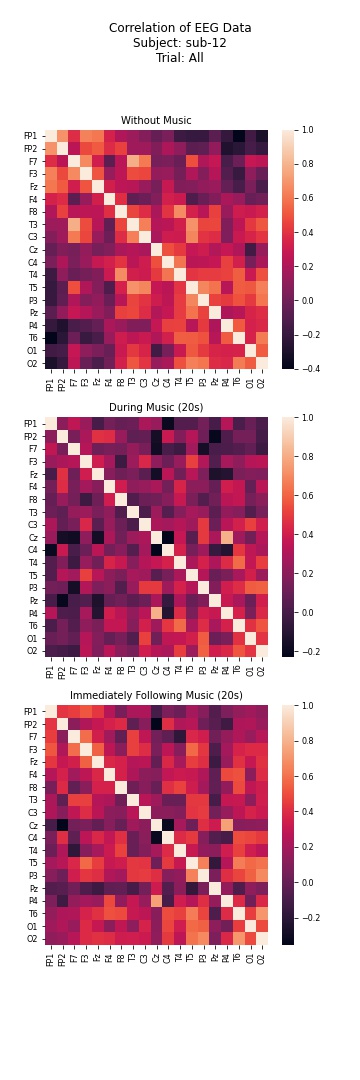 Correlation of EEG Data
Subject: sub-12
Trial: All
Without Music
FP1
FP2
F7
F3
Fz
F4
F8
T3
C3
Cz
C4
T4
T5
P3
Pz
P4
T6
O1
O2
FP1 FP2 F7 F3 Fz F4 F8 T3 C3 Cz C4 T4 T5 P3 Pz P4 T6 O1 O2
1.0
0.8
0.6
0.4
0.2
0.0
−0.2
−0.4
During Music (20s)
FP1
FP2
F7
F3
Fz
F4
F8
T3
C3
Cz
C4
T4
T5
P3
Pz
P4
T6
O1
O2
FP1 FP2 F7 F3 Fz F4 F8 T3 C3 Cz C4 T4 T5 P3 Pz P4 T6 O1 O2
1.0
0.8
0.6
0.4
0.2
0.0
−0.2
Immediately Following Music (20s)
FP1
FP2
F7
F3
Fz
F4
F8
T3
C3
Cz
C4
T4
T5
P3
Pz
P4
T6
O1
O2
FP1 FP2 F7 F3 Fz F4 F8 T3 C3 Cz C4 T4 T5 P3 Pz P4 T6 O1 O2
1.0
0.8
0.6
0.4
0.2
0.0
−0.2